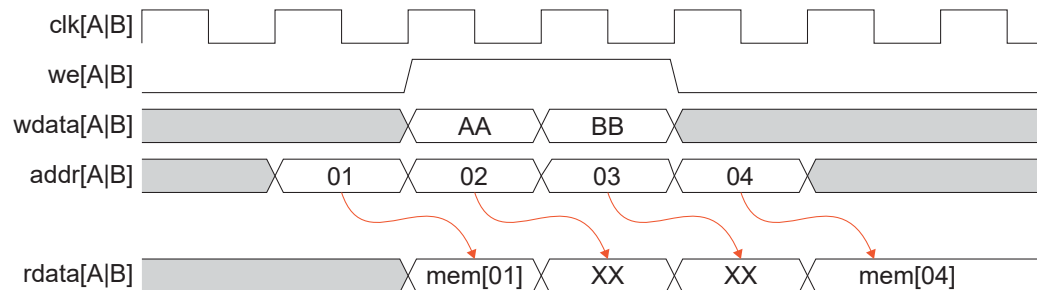 clk[A|B]
we[A|B]
wdata[A|B] AA BB
addr[A|B] 01 02 03 04
rdata[A|B] mem[01] XX XX mem[04]